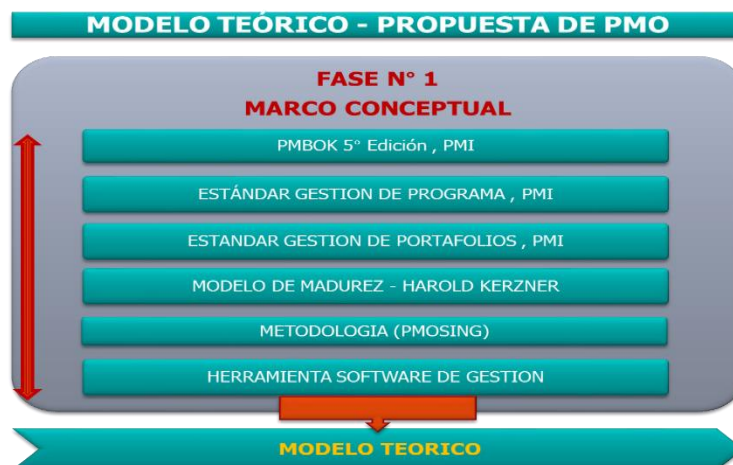 MODELO TEÓRICO - PROPUESTA DE PMO
FASE N° 1
MARCO CONCEPTUAL
PMBOK 5° Edición , PMI
ESTÁNDAR GESTION DE PROGRAMA , PMI
ESTANDAR GESTION DE PORTAFOLIOS , PMI
MODELO DE MADUREZ - HAROLD KERZNER
METODOLOGIA (PMOSING)
HERRAMIENTA SOFTWARE DE GESTION
MODELO TEORICO